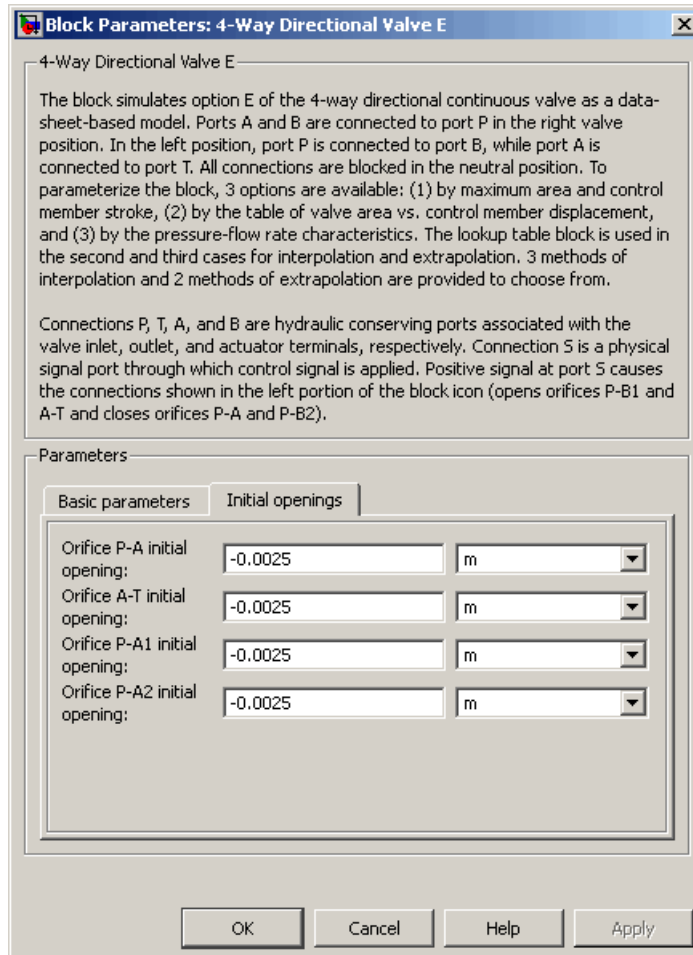 Block Parameters: 4-Way Directional Valve E
4-Way Directional Valve E
The block simulates option E of the 4-way directional continuous valve as a data-
sheet-based model. Ports A and B are connected to port P in the right valve
position. In the left position, port P is connected to port B, while port A is
connected to port T. All connections are blocked in the neutral position. To
parameterize the block, 3 options are available: (1) by maximum area and control
member stroke, (2) by the table of valve area vs. control member displacement,
and (3) by the pressure-flow rate characteristics. The lookup table block is used in
the second and third cases for interpolation and extrapolation. 3 methods of
interpolation and 2 methods of extrapolation are provided to choose from.
Connections P, T, A, and B are hydraulic conserving ports associated with the
valve inlet, outlet, and actuator terminals, respectively. Connection S is a physical
signal port through which control signal is applied. Positive signal at port S causes
the connections shown in the left portion of the block icon (opens orifices P-B1 and
A-T and closes orifices P-A and P-B2).
Parameters
Basic parameters Initial openings
Orifice P-A initial
opening: -0.0025 m
Orifice A-T initial
opening: -0.0025 m
Orifice P-A1 initial
opening: -0.0025 m
Orifice P-A2 initial
opening: -0.0025 m
OK Cancel Help Apply